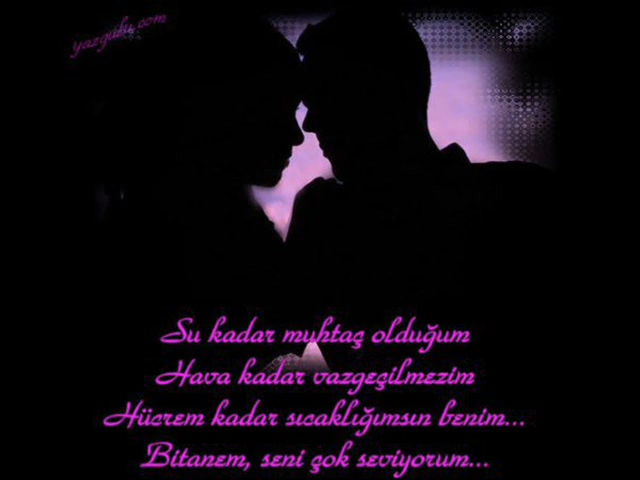 yazgulu.com
Su kadar muhtaç olduğum
Hava kadar vazgeçilmezim
Hücrem kadar sıcaklığımsın benim...
Bitanem, seni çok seviyorum...